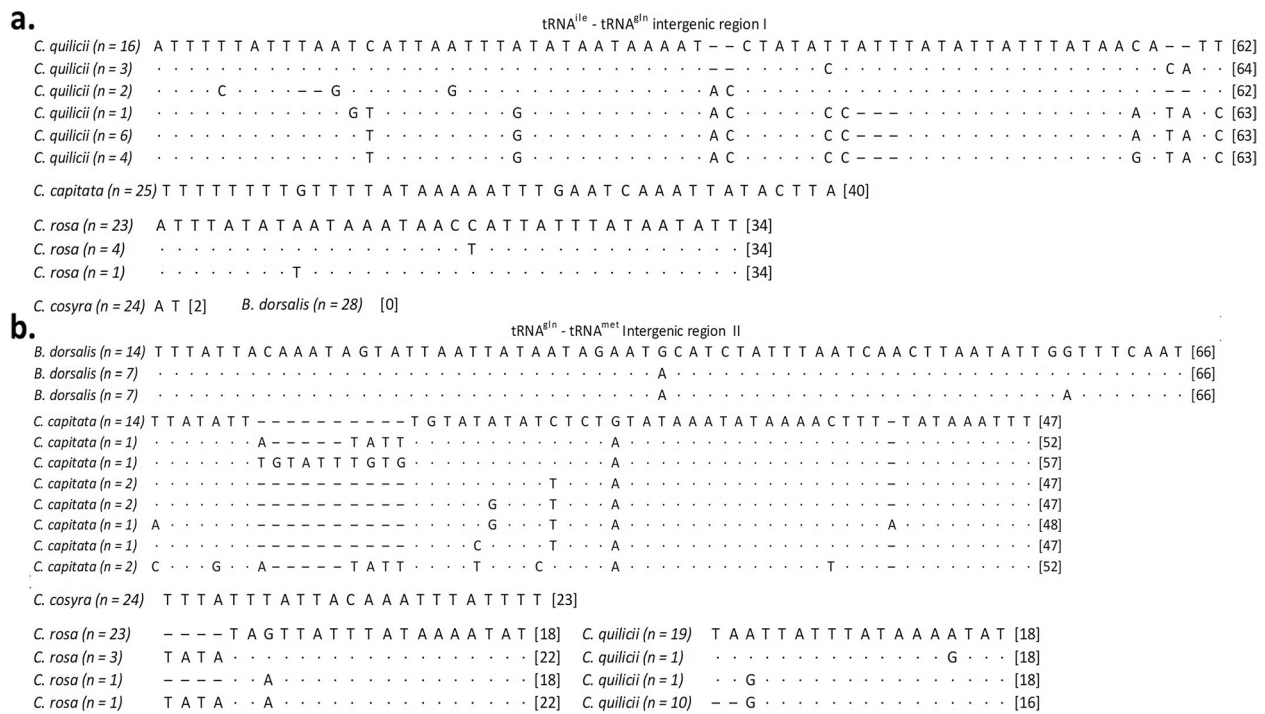 a.
tRNAile - tRNAgln intergenic region I
C. quilicii (n = 16) A T T T T T A T T T A A T C A T T A A T T T A T A T A A T A A A A T – – C T A T A T T A T T T A T A T T A T T T A T A A C A – – T T [62]
C. quilicii (n = 3) · · · · · · · · · · · · · · · · · · · · · · · · · · · · · · · · · · – – · · · · · C · · · · · · · · · · · · · · · · · · · · C A · · [64]
C. quilicii (n = 2) · · · · C · · · · – – G · · · · · · G · · · · · · · · · · · · · · · A C · · · · · · · · · · · · · · · · · · · · · · · · · · – – · · [62]
C. quilicii (n = 1) · · · · · · · · · · · · G T · · · · · · · · G · · · · · · · · · · · A C · · · · · C C – – – · · · · · · · · · · · · · · A · T A · C [63]
C. quilicii (n = 6) · · · · · · · · · · · · · T · · · · · · · · G · · · · · · · · · · · A C · · · · · C C – – – · · · · · · · · · · · · · · A · T A · C [63]
C. quilicii (n = 4) · · · · · · · · · · · · · T · · · · · · · · G · · · · · · · · · · · A C · · · · · C C – – – · · · · · · · · · · · · · · G · T A · C [63]
C. capitata (n = 25) T T T T T T T T G T T T T A T A A A A A T T T G A A T C A A A T T A T A C T T A [40]
C. rosa (n = 23) A T T T A T A T A A T A A A T A A C C A T T A T T T A T A A T A T T [34]
C. rosa (n = 4) · · · · · · · · · · · · · · · · · · T · · · · · · · · · · · · · · · [34]
C. rosa (n = 1) · · · · · · · · T · · · · · · · · · · · · · · · · · · · · · · · · · [34]
C. cosyra (n = 24) A T [2] B. dorsalis (n = 28) [0]
b.
tRNAgln - tRNAmet Intergenic region II
B. dorsalis (n = 14) T T T A T T A C A A A T A G T A T T A A T T A T A A T A G A A T G C A T C T A T T T A A T C A A C T T A A T A T T G G T T T C A A T [66]
B. dorsalis (n = 7) · · · · · · · · · · · · · · · · · · · · · · · · · · · · · · · · A · · · · · · · · · · · · · · · · · · · · · · · · · · · · · · · · · [66]
B. dorsalis (n = 7) · · · · · · · · · · · · · · · · · · · · · · · · · · · · · · · · A · · · · · · · · · · · · · · · · · · · · · · · · · A · · · · · · · [66]
C. capitata (n = 14) T T A T A T T – – – – – – – – – – T G T A T A T A T C T C T G T A T A A A T A T A A A A C T T T – T A T A A A T T T [47]
C. capitata (n = 1) · · · · · · · A – – – – – T A T T · · · · · · · · · · · · · A · · · · · · · · · · · · · · · · · – · · · · · · · · · [52]
C. capitata (n = 1) · · · · · · · T G T A T T T G T G · · · · · · · · · · · · · A · · · · · · · · · · · · · · · · · – · · · · · · · · · [57]
C. capitata (n = 2) · · · · · · · – – – – – – – – – – · · · · · · · · · T · · · A · · · · · · · · · · · · · · · · · – · · · · · · · · · [47]
C. capitata (n = 2) · · · · · · · – – – – – – – – – – · · · · · G · · · T · · · A · · · · · · · · · · · · · · · · · – · · · · · · · · · [47]
C. capitata (n = 1) A · · · · · · – – – – – – – – – – · · · · · G · · · T · · · A · · · · · · · · · · · · · · · · · A · · · · · · · · · [48]
C. capitata (n = 1) · · · · · · · – – – – – – – – – – · · · · C · · · · T · · · A · · · · · · · · · · · · · · · · · – · · · · · · · · · [47]
C. capitata (n = 2) C · · · G · · A – – – – – T A T T · · · · T · · · C · · · · A · · · · · · · · · · · · · T · · · – · · · · · · · · · [52]
C. cosyra (n = 24) T T T A T T T A T T A C A A A T T T A T T T T [23]
C. rosa (n = 23) – – – – T A G T T A T T T A T A A A A T A T [18] C. quilicii (n = 19) T A A T T A T T T A T A A A A T A T [18]
C. rosa (n = 3) T A T A · · · · · · · · · · · · · · · · · · [22] C. quilicii (n = 1) · · · · · · · · · · · · · · G · · · [18]
C. rosa (n = 1) – – – – · · A · · · · · · · · · · · · · · · [18] C. quilicii (n = 1) · · G · · · · · · · · · · · · · · · [18]
C. rosa (n = 1) T A T A · · A · · · · · · · · · · · · · · · [22] C. quilicii (n = 10) – – G · · · · · · · · · · · · · · · [16]